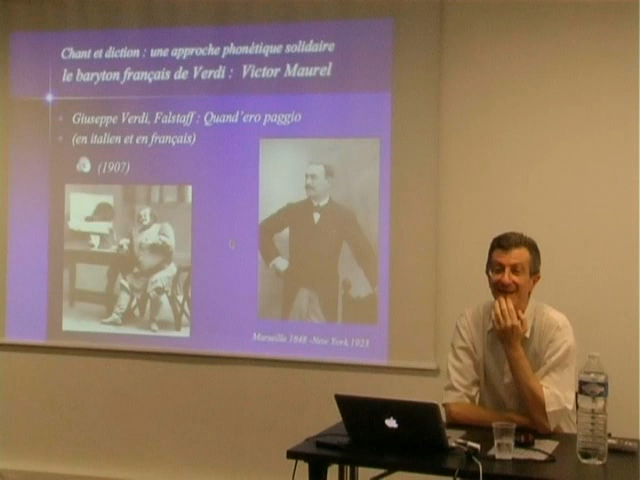 Chant et diction : une approche phonétique solidaire
le baryton français de Verdi : Victor Maurel
Giuseppe Verdi, Falstaff : Quand'ero paggio
(en italien et en français)
(1907)
Marseille 1848 -New York 1923